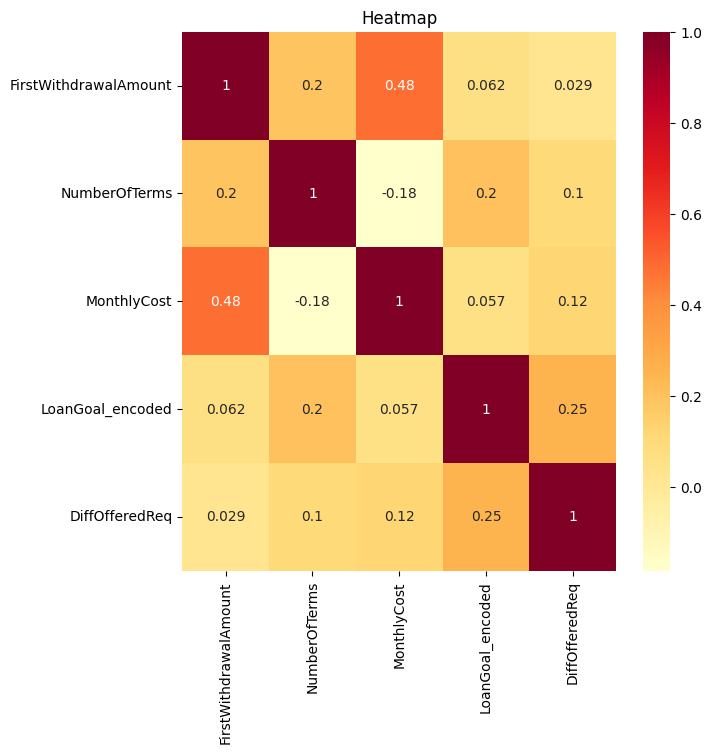 Heatmap
FirstWithdrawalAmount 1 0.2 0.48 0.062 0.029
NumberOfTerms 0.2 1 -0.18 0.2 0.1
MonthlyCost 0.48 -0.18 1 0.057 0.12
LoanGoal_encoded 0.062 0.2 0.057 1 0.25
DiffOfferedReq 0.029 0.1 0.12 0.25 1
FirstWithdrawalAmount
NumberOfTerms
MonthlyCost
LoanGoal_encoded
DiffOfferedReq
1.0
0.8
0.6
0.4
0.2
0.0